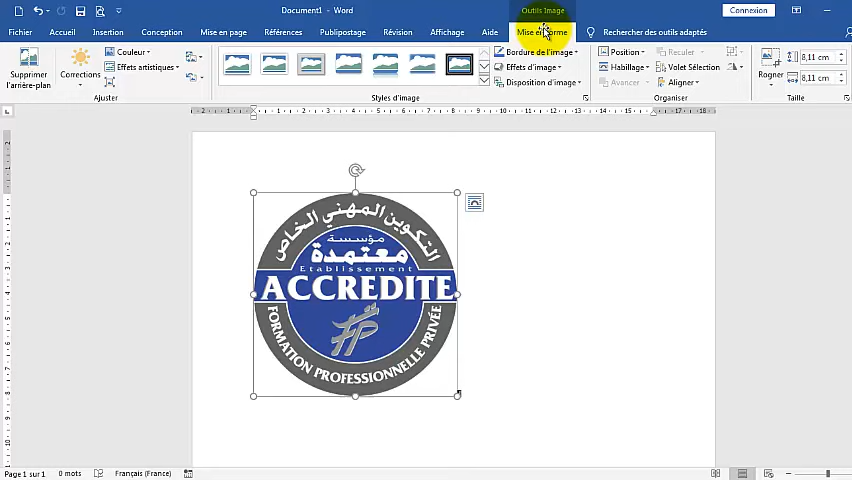 Document1 - Word
Outils Image
Connexion
Fichier Accueil Insertion Conception Mise en page Références Publipostage Révision Affichage Aide Mise en forme Rechercher des outils adaptés
Supprimer l'arrière-plan
Corrections
Couleur
Effets artistiques
Ajuster
Styles d'image
Bordure de l'image
Effets d'image
Disposition d'image
Position
Habillage
Avancer
Reculer
Volet Sélection
Aligner
Organiser
Rogner
8,11 cm
8,11 cm
Taille
التكوين المهني الخاص
مؤسسة
معتمدة
Etablissement
ACCREDITE
FP
FORMATION PROFESSIONNELLE PRIVÉE
Page 1 sur 1 0 mots Français (France)
100 %